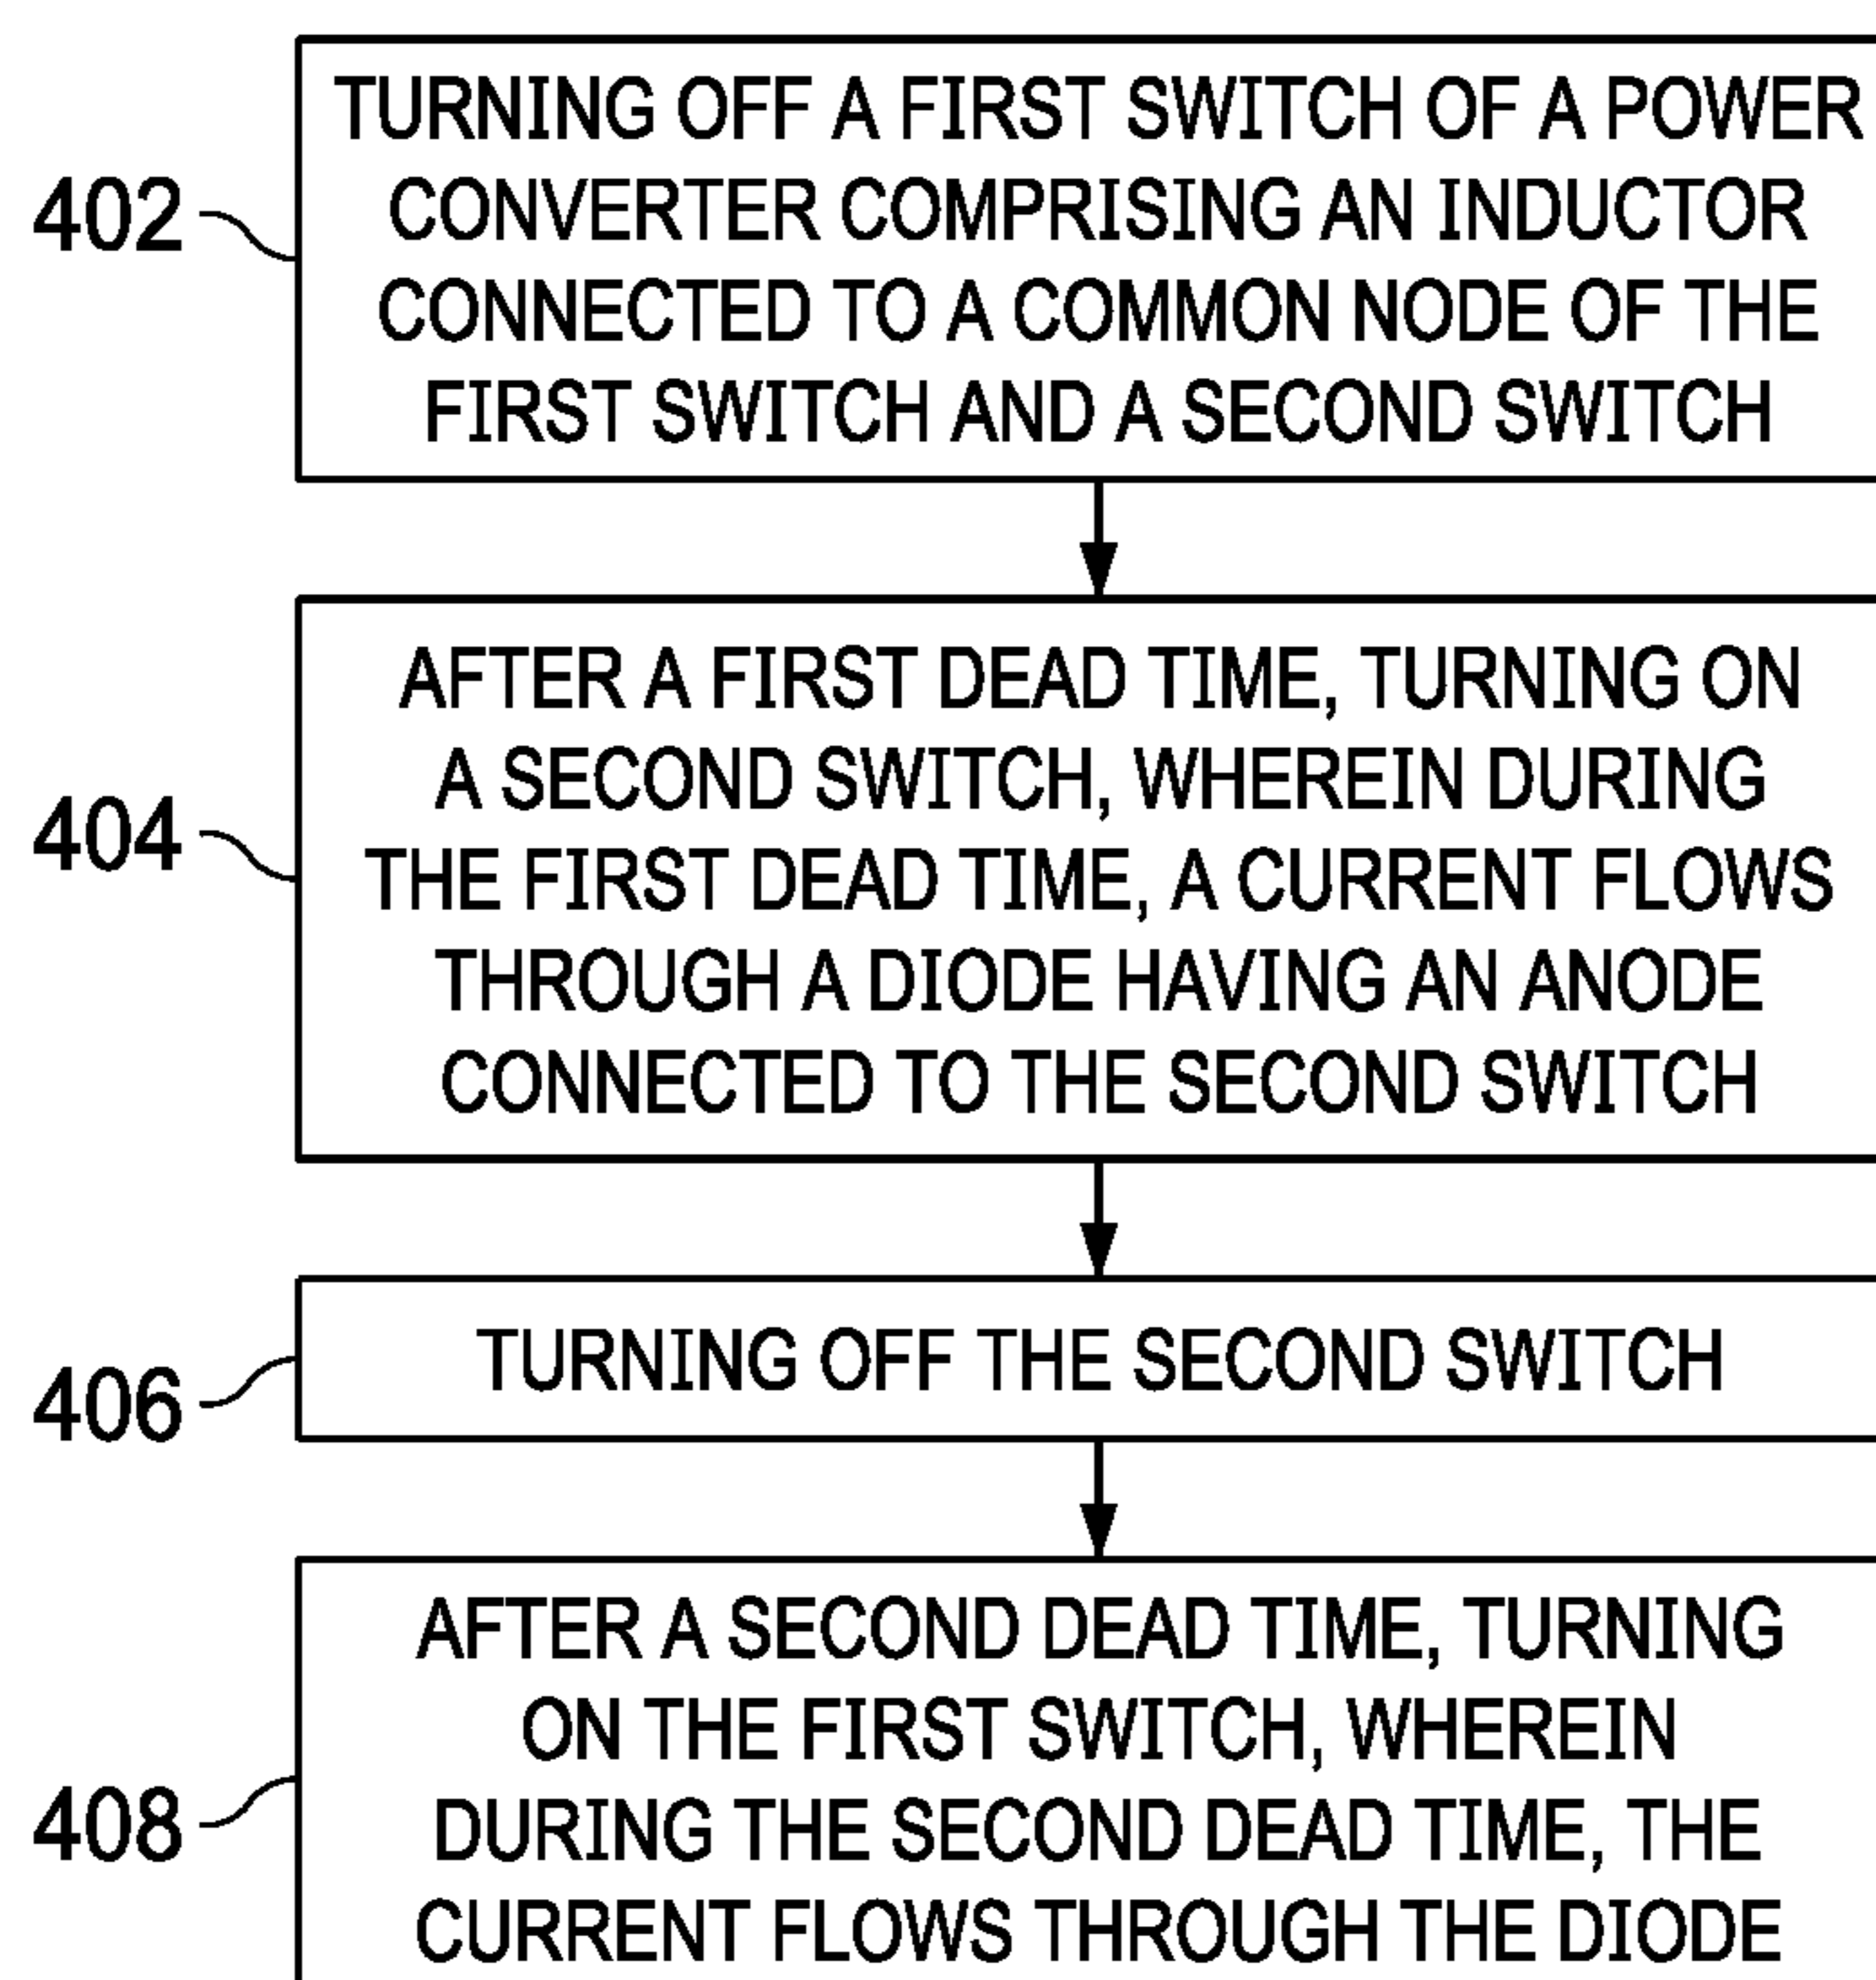 TURNING OFF A FIRST SWITCH OF A POWER
402
CONVERTER COMPRISING AN INDUCTOR
CONNECTED TO A COMMON NODE OF THE
FIRST SWITCH AND A SECOND SWITCH
AFTER A FIRST DEAD TIME, TURNING ON
A SECOND SWITCH, WHEREIN DURING
404
THE FIRST DEAD TIME, A CURRENT FLOWS
THROUGH A DIODE HAVING AN ANODE
CONNECTED TO THE SECOND SWITCH
406
TURNING OFF THE SECOND SWITCH
AFTER A SECOND DEAD TIME, TURNING
ON THE FIRST SWITCH, WHEREIN
408
DURING THE SECOND DEAD TIME, THE
CURRENT FLOWS THROUGH THE DIODE